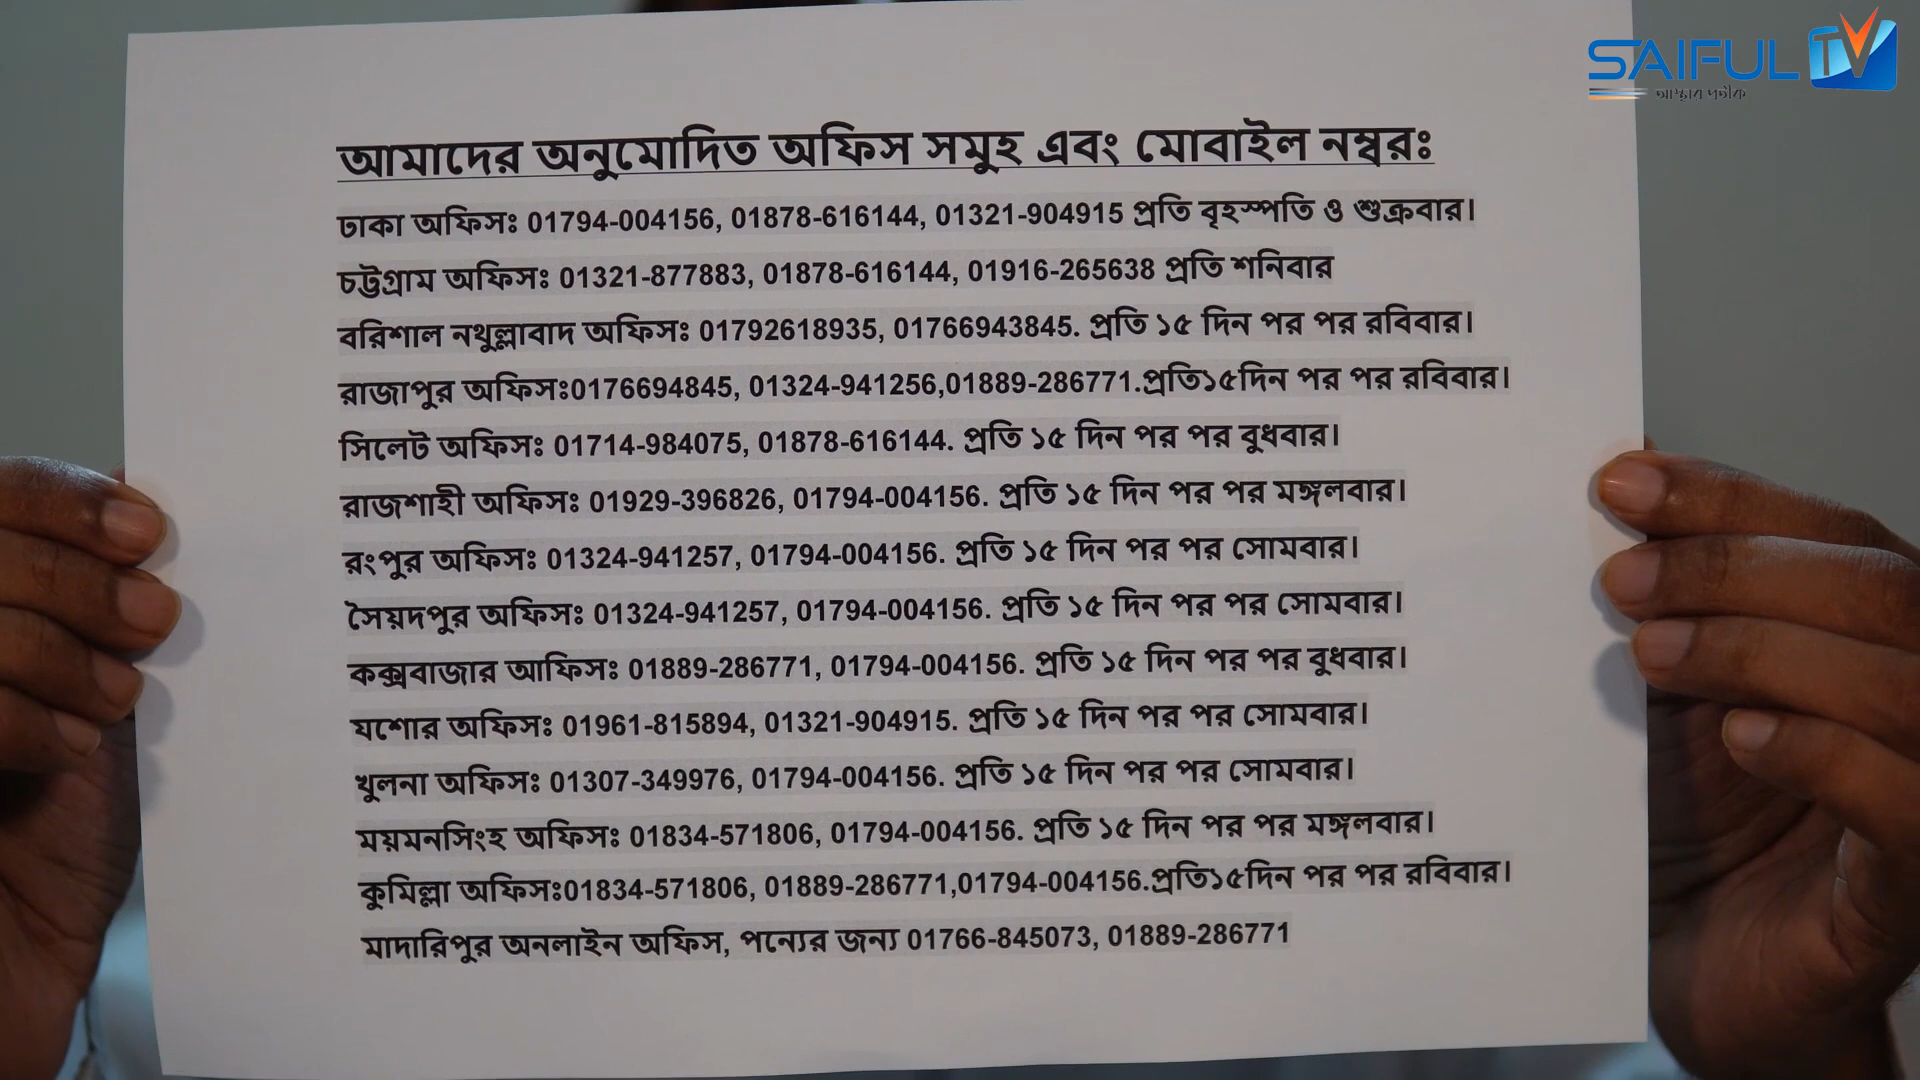 SAIFUL TV
আস্থার প্রতীক
আমাদের অনুমোদিত অফিস সমুহ এবং মোবাইল নম্বরঃ
ঢাকা অফিসঃ 01794-004156, 01878-616144, 01321-904915 প্রতি বৃহস্পতি ও শুক্রবার।
চট্টগ্রাম অফিসঃ 01321-877883, 01878-616144, 01916-265638 প্রতি শনিবার
বরিশাল নথুল্লাবাদ অফিসঃ 01792618935, 01766943845. প্রতি ১৫ দিন পর পর রবিবার।
রাজাপুর অফিসঃ0176694845, 01324-941256,01889-286771.প্রতি১৫দিন পর পর রবিবার।
সিলেট অফিসঃ 01714-984075, 01878-616144. প্রতি ১৫ দিন পর পর বুধবার।
রাজশাহী অফিসঃ 01929-396826, 01794-004156. প্রতি ১৫ দিন পর পর মঙ্গলবার।
রংপুর অফিসঃ 01324-941257, 01794-004156. প্রতি ১৫ দিন পর পর সোমবার।
সৈয়দপুর অফিসঃ 01324-941257, 01794-004156. প্রতি ১৫ দিন পর পর সোমবার।
কক্সবাজার আফিসঃ 01889-286771, 01794-004156. প্রতি ১৫ দিন পর পর বুধবার।
যশোর অফিসঃ 01961-815894, 01321-904915. প্রতি ১৫ দিন পর পর সোমবার।
খুলনা অফিসঃ 01307-349976, 01794-004156. প্রতি ১৫ দিন পর পর সোমবার।
ময়মনসিংহ অফিসঃ 01834-571806, 01794-004156. প্রতি ১৫ দিন পর পর মঙ্গলবার।
কুমিল্লা অফিসঃ01834-571806, 01889-286771,01794-004156.প্রতি১৫দিন পর পর রবিবার।
মাদারিপুর অনলাইন অফিস, পন্যের জন্য 01766-845073, 01889-286771